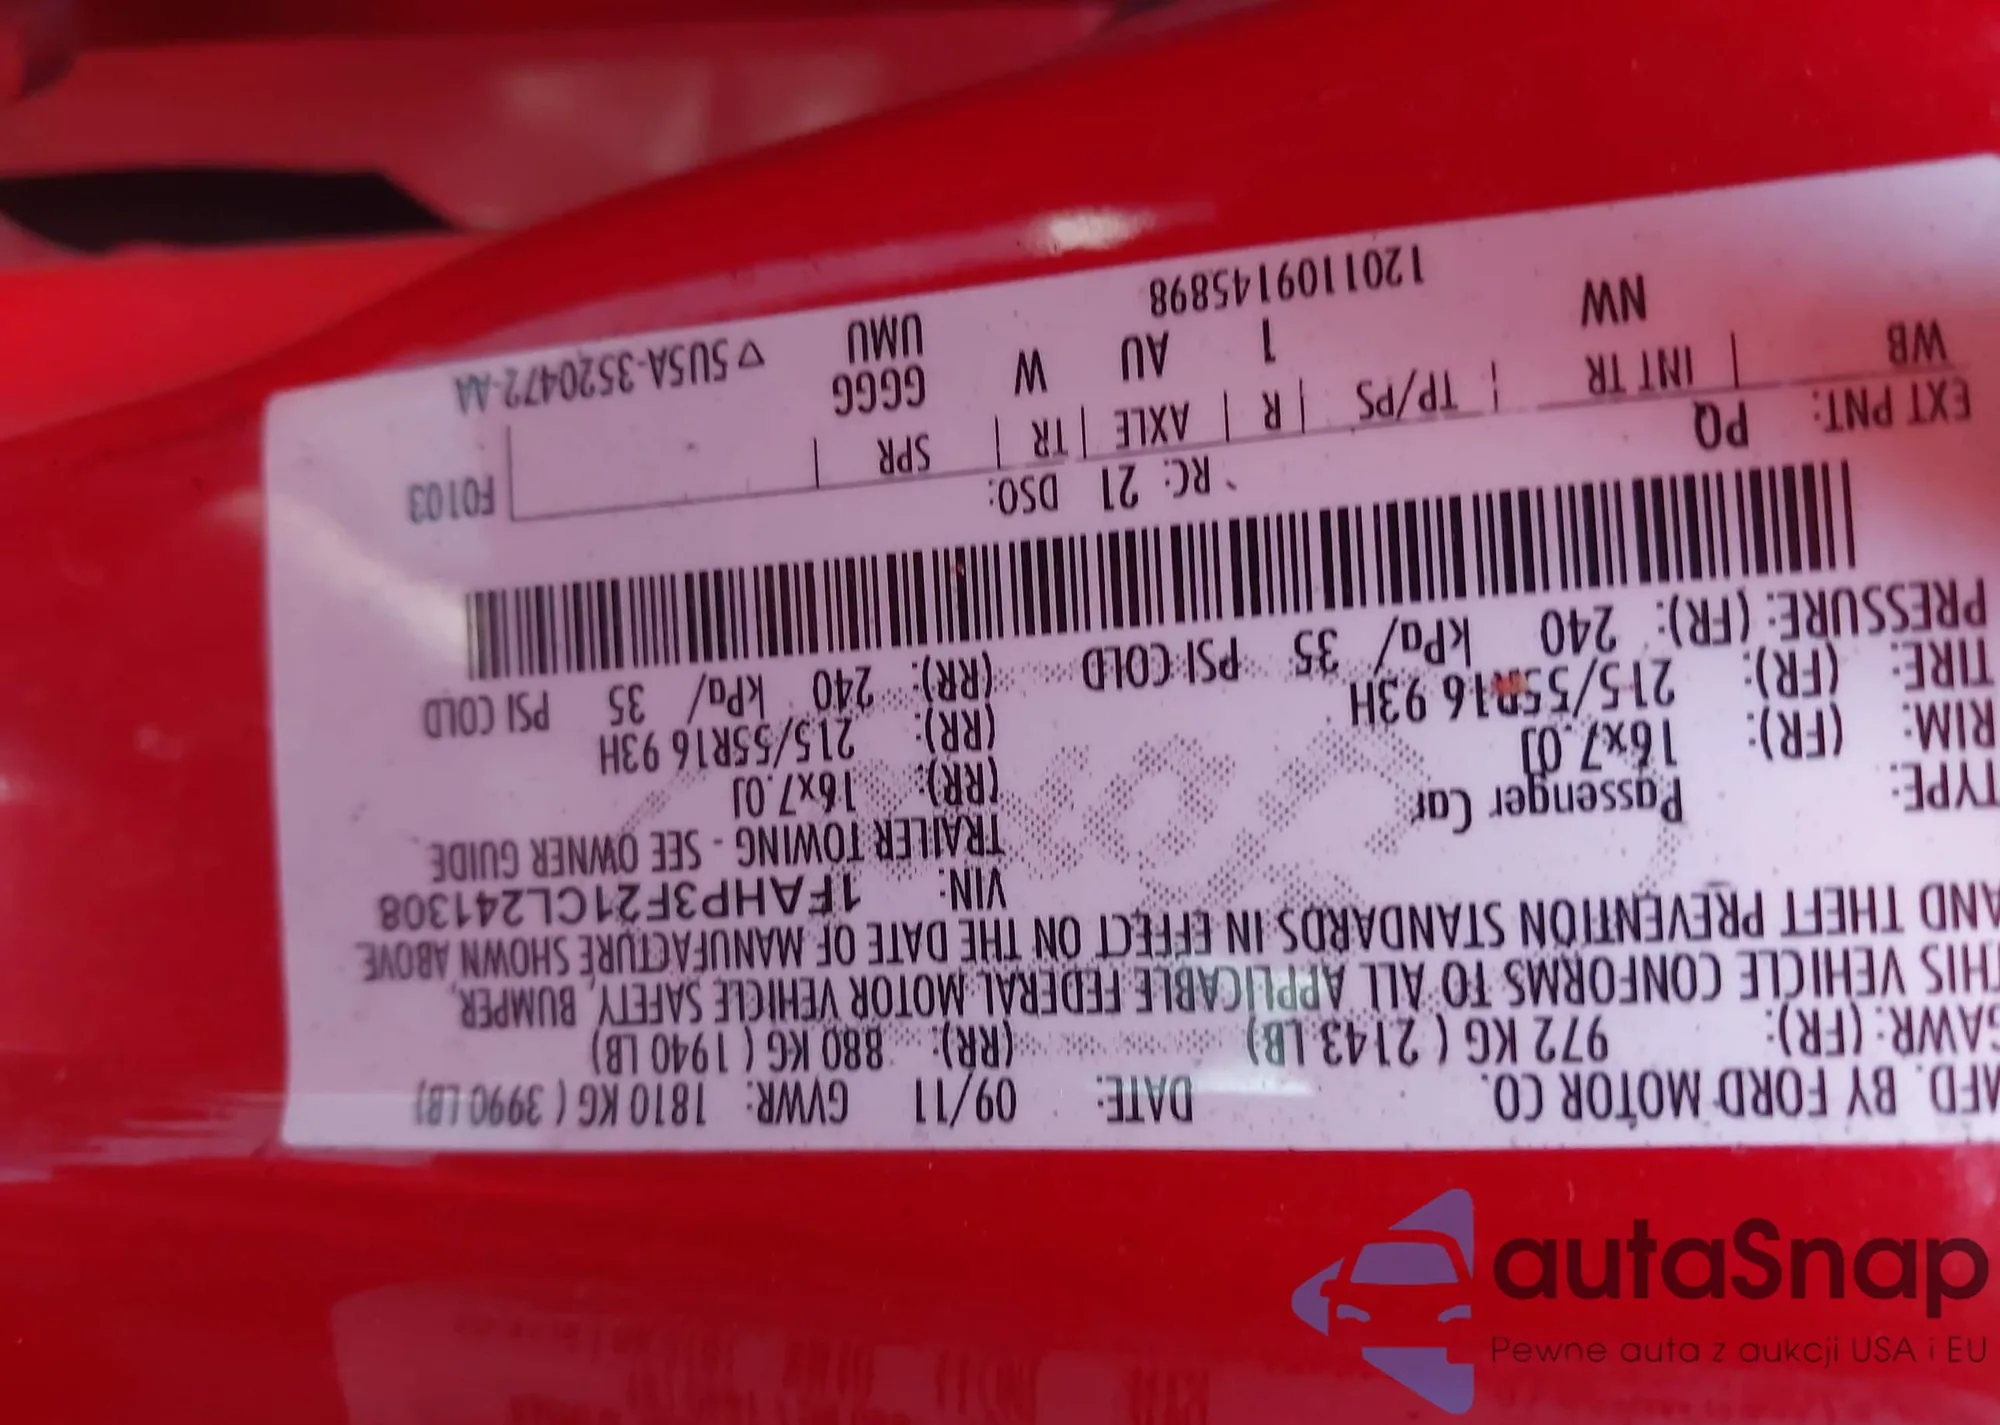 MFD. BY FORD MOTOR CO. DATE: 09/11 GVWR: 1810 KG ( 3990 LB)
GAWR: (FR): 972 KG ( 2143 LB) (RR): 880 KG ( 1940 LB)
THIS VEHICLE CONFORMS TO ALL APPLICABLE FEDERAL MOTOR VEHICLE SAFETY, BUMPER,
AND THEFT PREVENTION STANDARDS IN EFFECT ON THE DATE OF MANUFACTURE SHOWN ABOVE
VIN: 1FAHP3F21CL241308
TYPE: Passenger Car TRAILER TOWING - SEE OWNER GUIDE
RIM: (FR): 16x7.0J (RR): 16x7.0J
TIRE: (FR): 215/55R16 93H (RR): 215/55R16 93H
PRESSURE: (FR): 240 kPa/ 35 PSI COLD (RR): 240 kPa/ 35 PSI COLD
EXT PNT: PQ RC: 21 DSO: F0103
WB INT TR TP/PS R AXLE TR SPR GGGG
NW 1 AU W UMU ▽ 5U5A-3520472-AA
1201109145898
autaSnap
Pewne auta z aukcji USA i EU